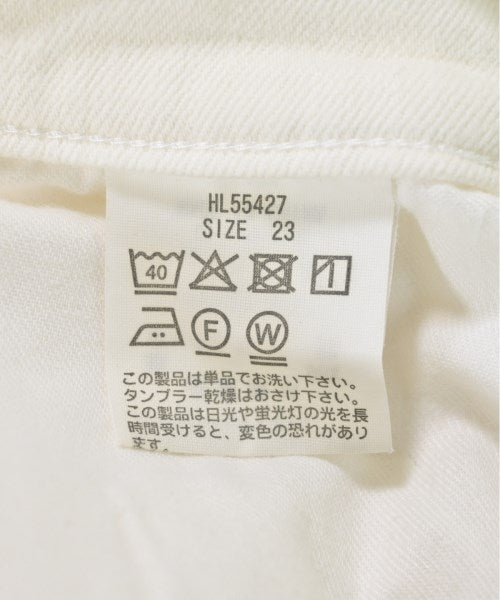 HL55427
SIZE 23
40
F W
この製品は単品でお洗い下さい。
タンブラー乾燥はおさけ下さい。
この製品は日光や蛍光灯の光を長
時間受けると、変色の恐れがあり
ます。